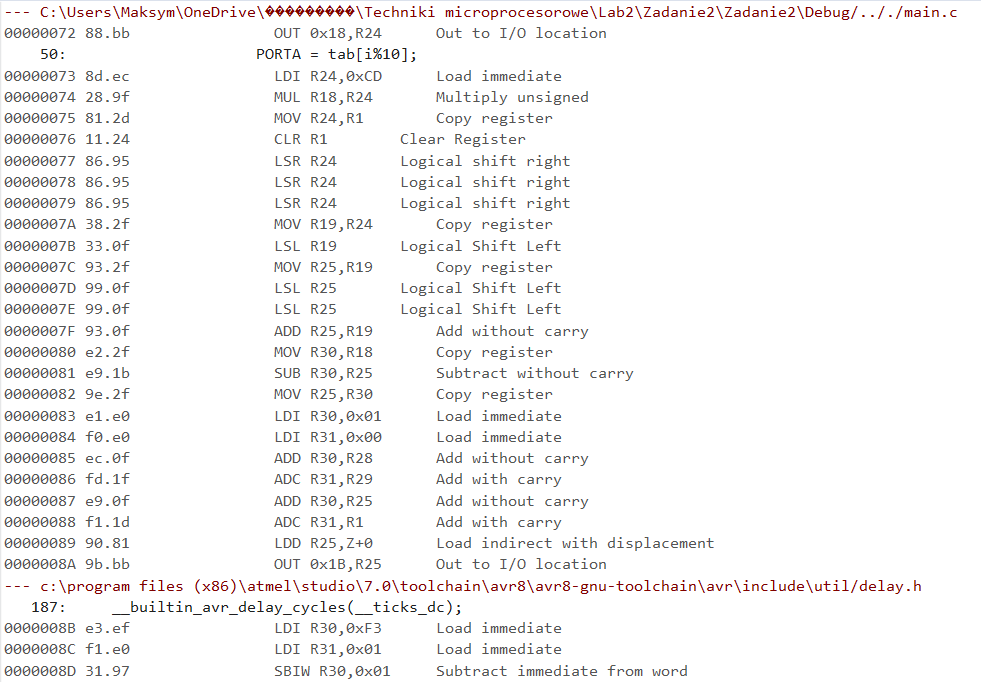 --- C:\Users\Maksym\OneDrive\���������\Techniki microprocesorowe\Lab2\Zadanie2\Zadanie2\Debug/.././main.c
00000072 88.bb OUT 0x18,R24 Out to I/O location
50: PORTA = tab[i%10];
00000073 8d.ec LDI R24,0xCD Load immediate
00000074 28.9f MUL R18,R24 Multiply unsigned
00000075 81.2d MOV R24,R1 Copy register
00000076 11.24 CLR R1 Clear Register
00000077 86.95 LSR R24 Logical shift right
00000078 86.95 LSR R24 Logical shift right
00000079 86.95 LSR R24 Logical shift right
0000007A 38.2f MOV R19,R24 Copy register
0000007B 33.0f LSL R19 Logical Shift Left
0000007C 93.2f MOV R25,R19 Copy register
0000007D 99.0f LSL R25 Logical Shift Left
0000007E 99.0f LSL R25 Logical Shift Left
0000007F 93.0f ADD R25,R19 Add without carry
00000080 e2.2f MOV R30,R18 Copy register
00000081 e9.1b SUB R30,R25 Subtract without carry
00000082 9e.2f MOV R25,R30 Copy register
00000083 e1.e0 LDI R30,0x01 Load immediate
00000084 f0.e0 LDI R31,0x00 Load immediate
00000085 ec.0f ADD R30,R28 Add without carry
00000086 fd.1f ADC R31,R29 Add with carry
00000087 e9.0f ADD R30,R25 Add without carry
00000088 f1.1d ADC R31,R1 Add with carry
00000089 90.81 LDD R25,Z+0 Load indirect with displacement
0000008A 9b.bb OUT 0x1B,R25 Out to I/O location
--- c:\program files (x86)\atmel\studio\7.0\toolchain\avr8\avr8-gnu-toolchain\avr\include\util/delay.h
187: __builtin_avr_delay_cycles(__ticks_dc);
0000008B e3.ef LDI R30,0xF3 Load immediate
0000008C f1.e0 LDI R31,0x01 Load immediate
0000008D 31.97 SBIW R30,0x01 Subtract immediate from word